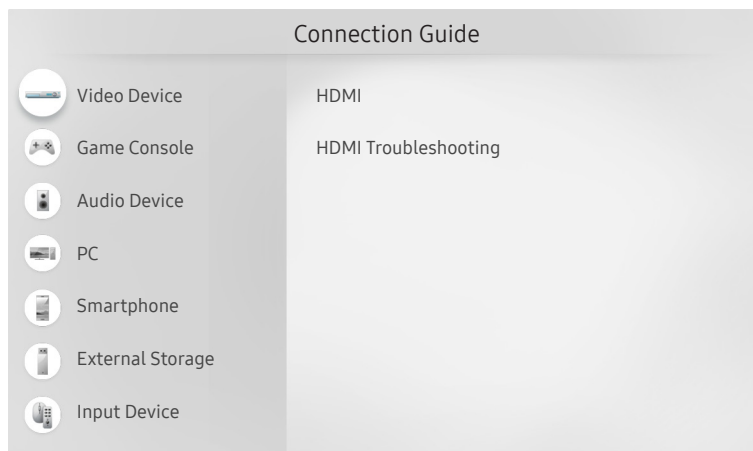 Connection Guide
Video Device
Game Console
Audio Device
PC
Smartphone
External Storage
Input Device
HDMI
HDMI Troubleshooting